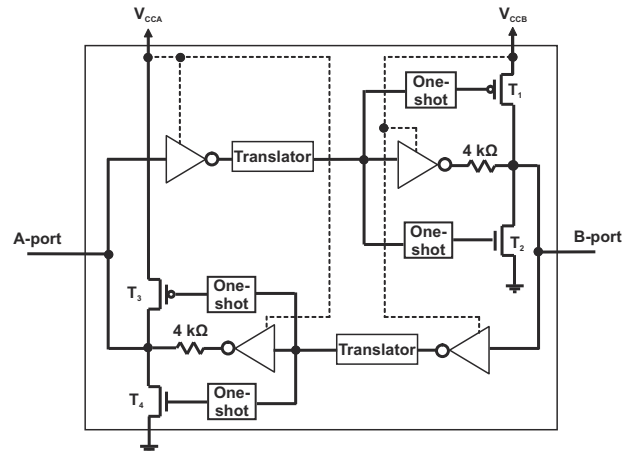 VCCA
VCCB
One-
shot
T1
Translator
4 kΩ
One-
shot
T2
A-port
B-port
T3
One-
shot
4 kΩ
Translator
T4
One-
shot